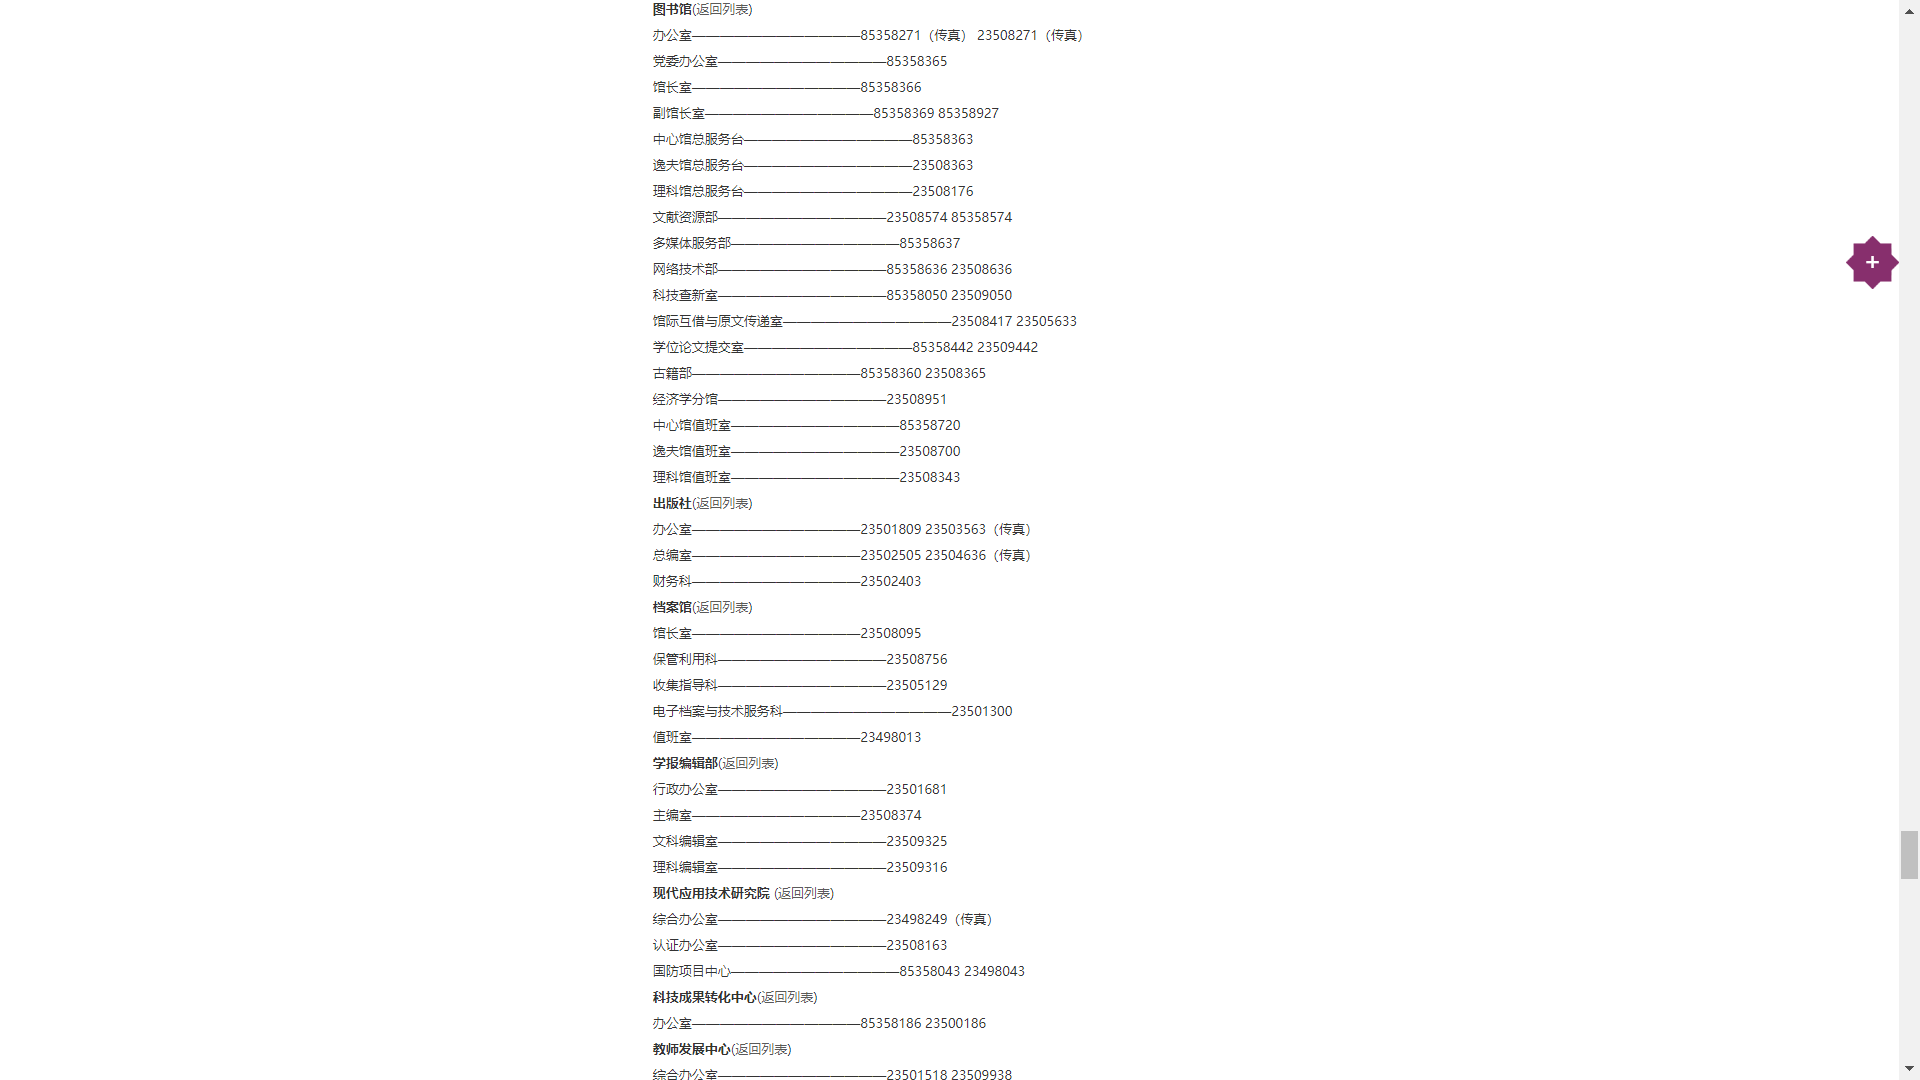 图书馆(返回列表)
办公室—————————————85358271（传真） 23508271（传真）
党委办公室—————————————85358365
馆长室—————————————85358366
副馆长室—————————————85358369 85358927
中心馆总服务台—————————————85358363
逸夫馆总服务台—————————————23508363
理科馆总服务台—————————————23508176
文献资源部—————————————23508574 85358574
多媒体服务部—————————————85358637
网络技术部—————————————85358636 23508636
科技查新室—————————————85358050 23509050
馆际互借与原文传递室—————————————23508417 23505633
学位论文提交室—————————————85358442 23509442
古籍部—————————————85358360 23508365
经济学分馆—————————————23508951
中心馆值班室—————————————85358720
逸夫馆值班室—————————————23508700
理科馆值班室—————————————23508343
出版社(返回列表)
办公室—————————————23501809 23503563（传真）
总编室—————————————23502505 23504636（传真）
财务科—————————————23502403
档案馆(返回列表)
馆长室—————————————23508095
保管利用科—————————————23508756
收集指导科—————————————23505129
电子档案与技术服务科—————————————23501300
值班室—————————————23498013
学报编辑部(返回列表)
行政办公室—————————————23501681
主编室—————————————23508374
文科编辑室—————————————23509325
理科编辑室—————————————23509316
现代应用技术研究院 (返回列表)
综合办公室—————————————23498249（传真）
认证办公室—————————————23508163
国防项目中心—————————————85358043 23498043
科技成果转化中心(返回列表)
办公室—————————————85358186 23500186
教师发展中心(返回列表)
综合办公室—————————————23501518 23509938